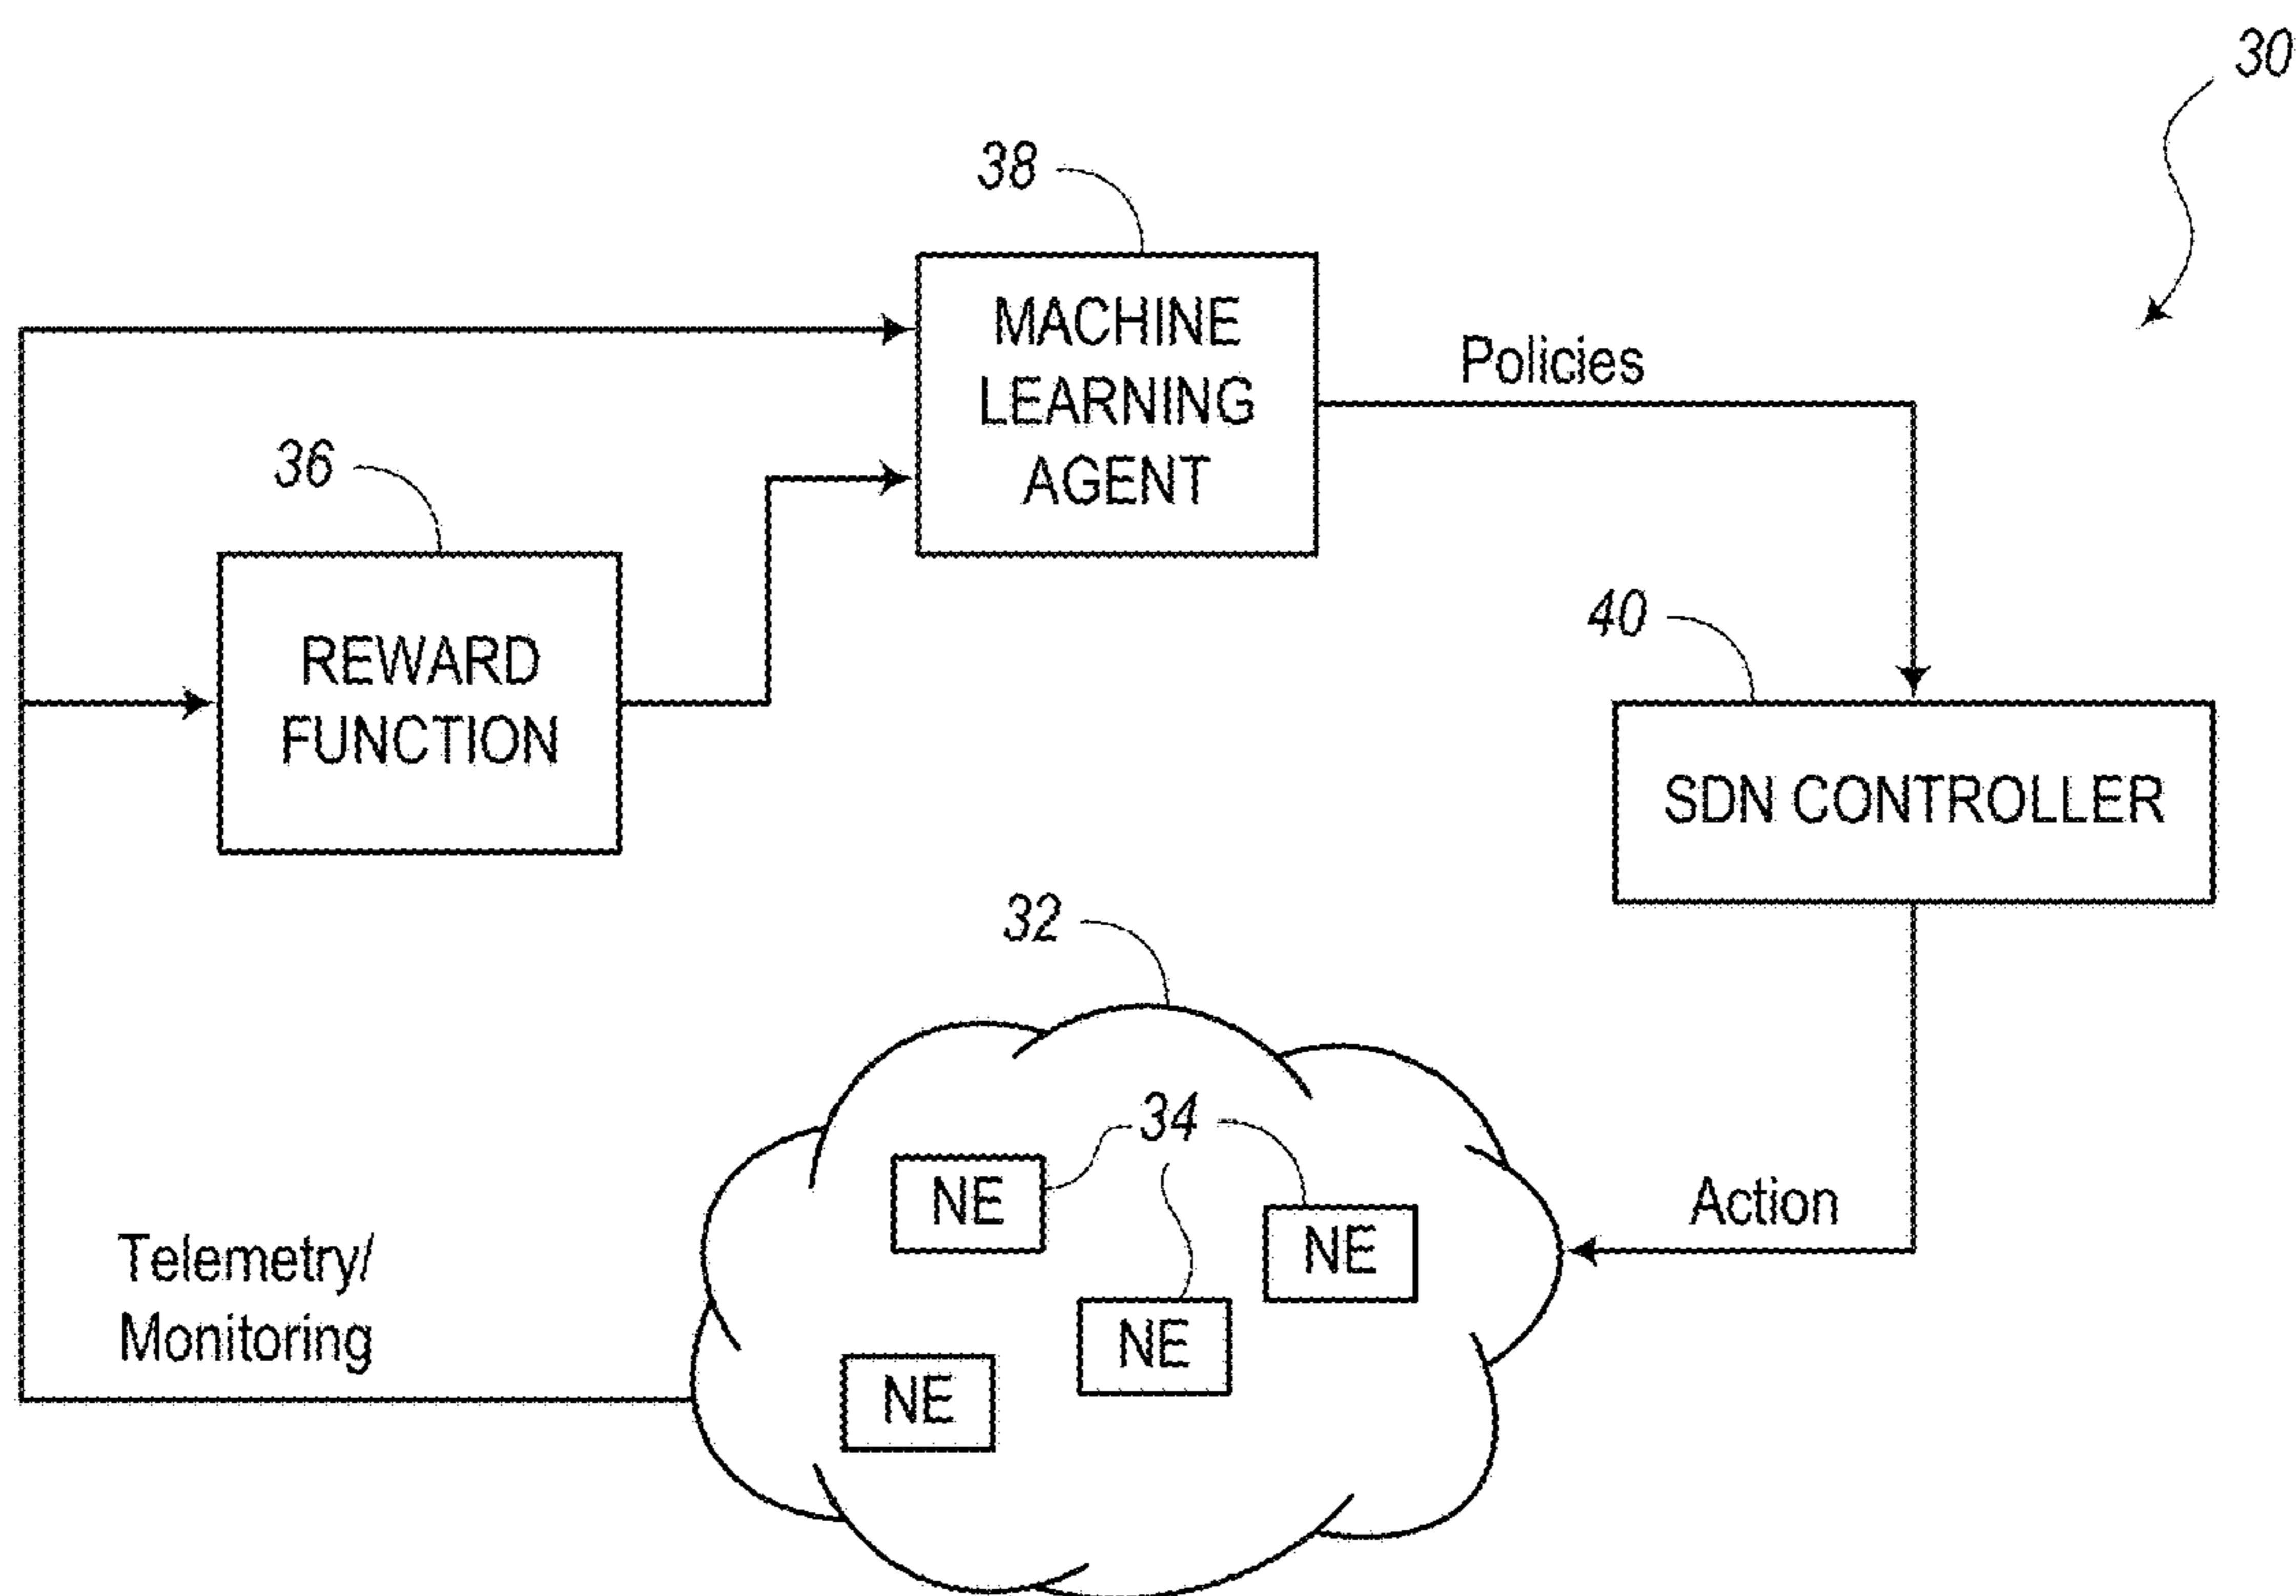 30
38
MACHINE
LEARNING
AGENT
Policies
36
REWARD
FUNCTION
40
SDN CONTROLLER
32
34
NE
NE
NE
NE
Action
Telemetry/
Monitoring